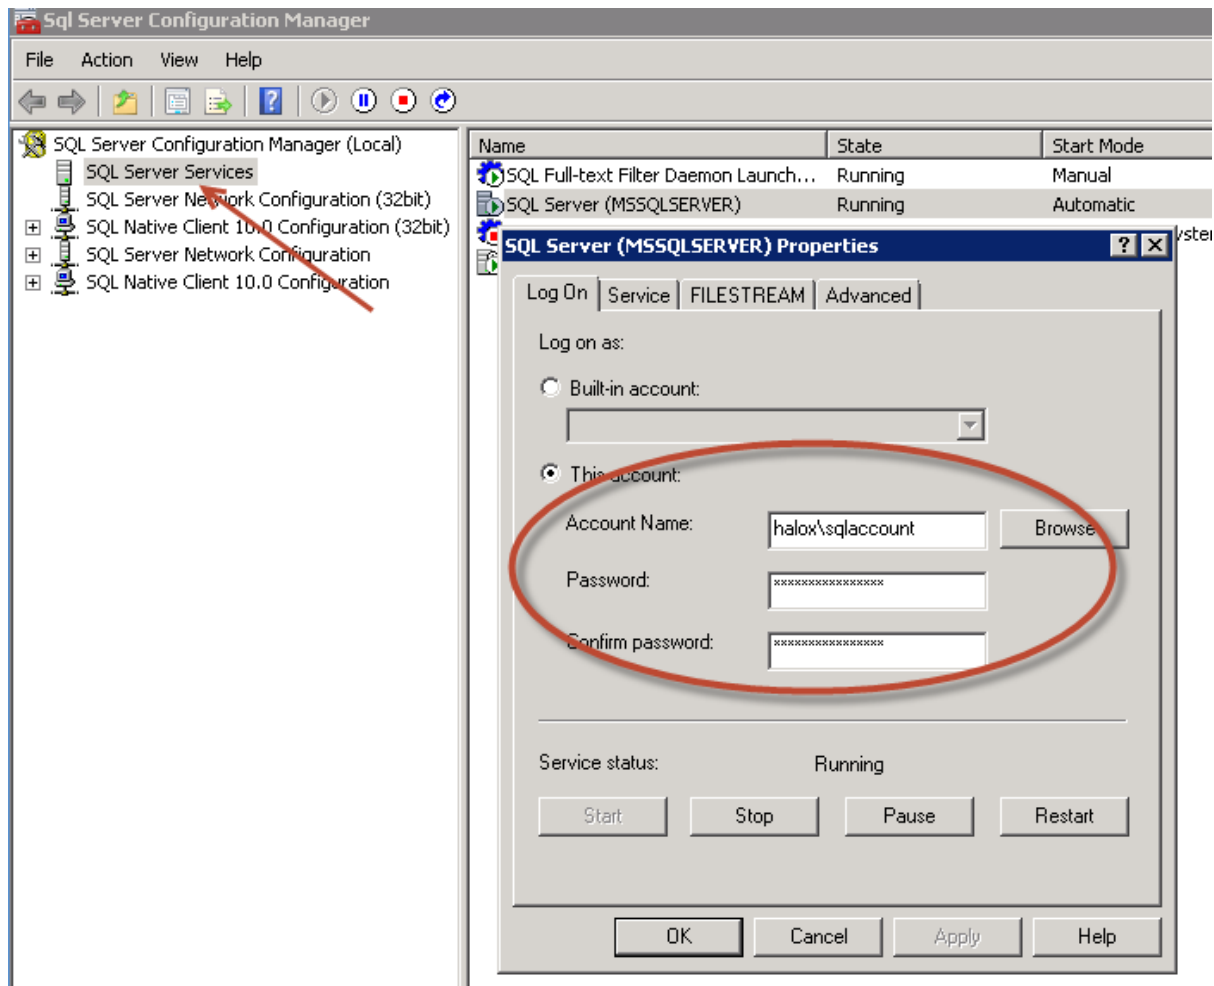 Sql Server Configuration Manager
File Action View Help
SQL Server Configuration Manager (Local)
SQL Server Services
SQL Server Network Configuration (32bit)
SQL Native Client 10.0 Configuration (32bit)
SQL Server Network Configuration
SQL Native Client 10.0 Configuration
Name State Start Mode
SQL Full-text Filter Daemon Launch... Running Manual
SQL Server (MSSQLSERVER) Running Automatic
SQL Server (MSSQLSERVER) Properties
Log On Service FILESTREAM Advanced
Log on as:
Built-in account:
This account:
Account Name: halox\sqlaccount Browse
Password: ****************
Confirm password: ****************
Service status: Running
Start Stop Pause Restart
OK Cancel Apply Help